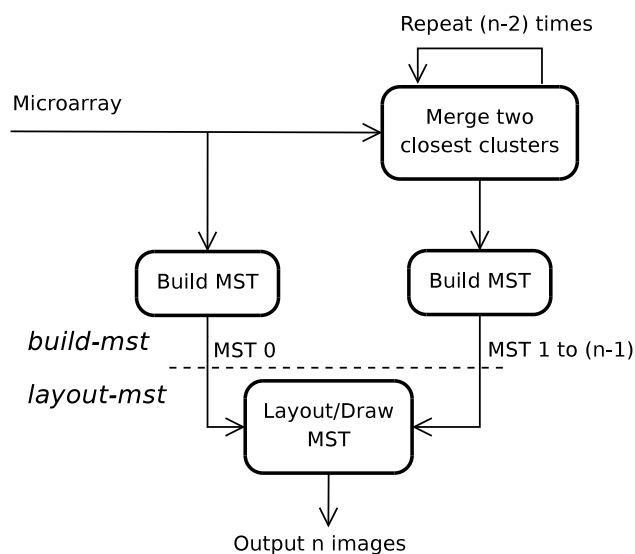 Repeat (n-2) times
Microarray
Merge two
closest clusters
Build MST
Build MST
build-mst
MST 0
MST 1 to (n-1)
layout-mst
Layout/Draw
MST
Output n images